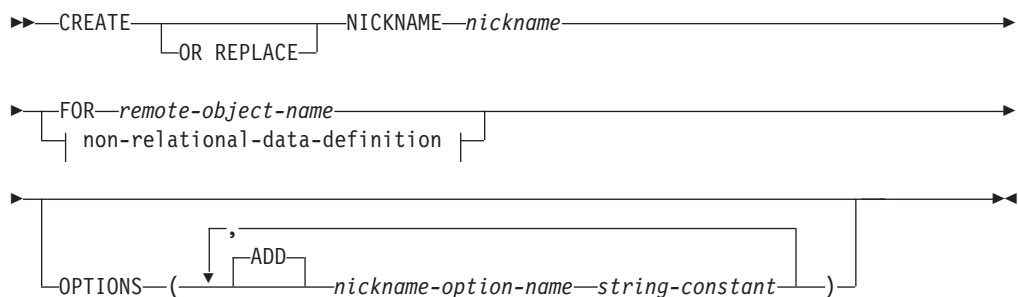 CREATE NICKNAME nickname
OR REPLACE
FOR remote-object-name
non-relational-data-definition
,
ADD
OPTIONS ( nickname-option-name string-constant )